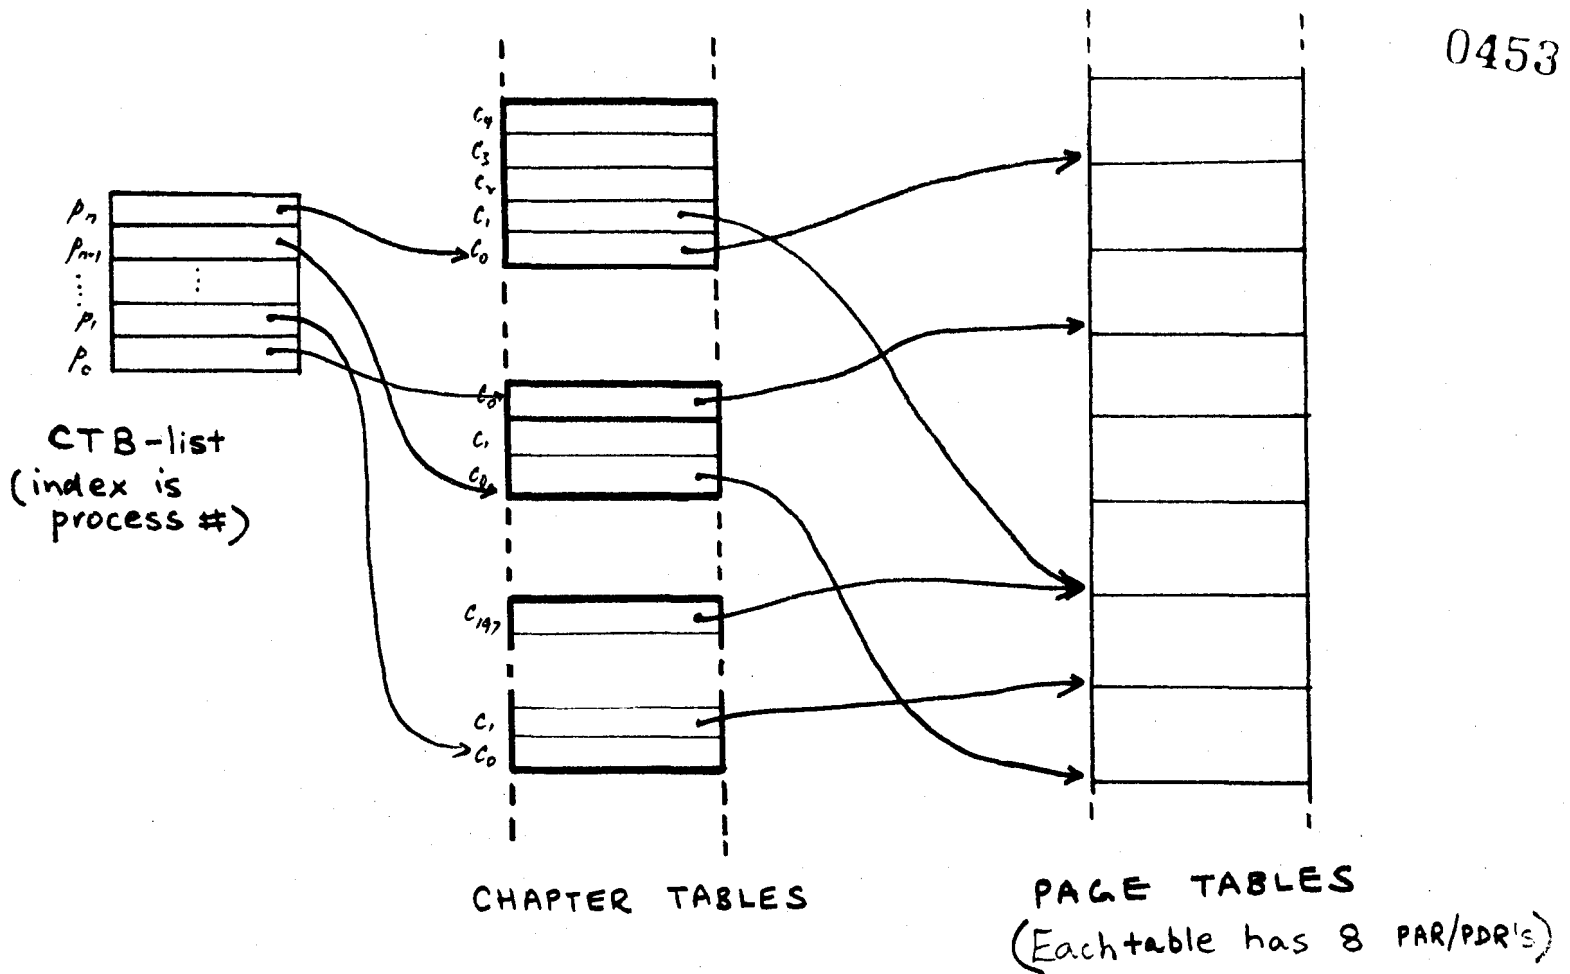 0453
C₄
C₃
C₂
C₁
C₀
Pₙ
Pₙ₋₁
⋮
P₁
P₀
⋮
CTB-list
(index is
process #)
C₀
C₁
C₀
C₁₉₇
C₁
C₀
CHAPTER TABLES
PAGE TABLES
(Each table has 8 PAR/PDR's)